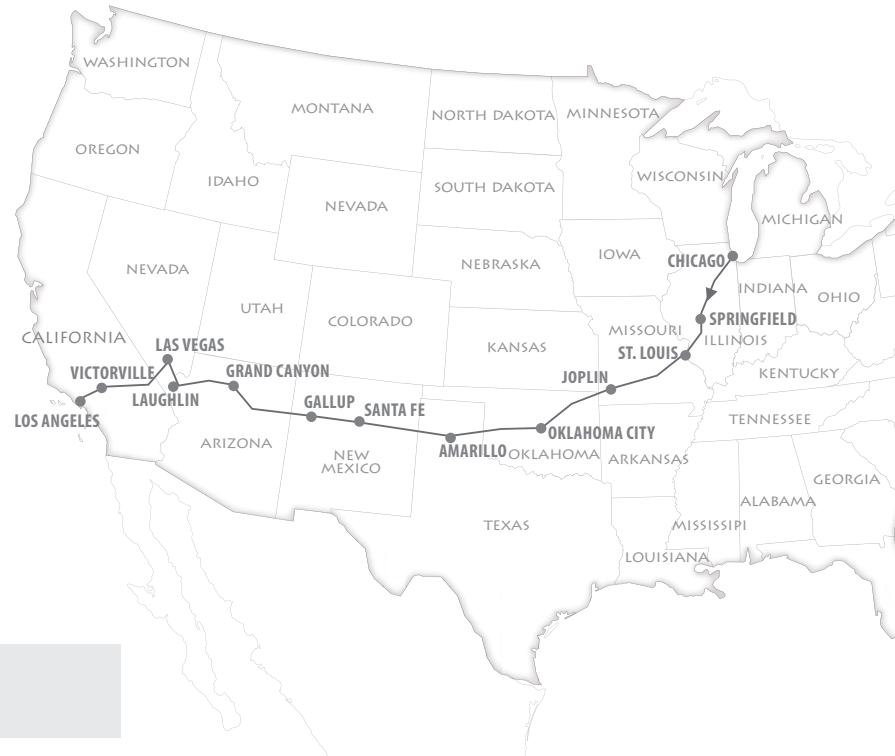 WASHINGTON
MONTANA
NORTH DAKOTA
MINNESOTA
OREGON
IDAHO
SOUTH DAKOTA
WISCONSIN
NEVADA
MICHIGAN
NEVADA
NEBRASKA
IOWA
CHICAGO
INDIANA
OHIO
UTAH
COLORADO
SPRINGFIELD
CALIFORNIA
MISSOURI
ILLINOIS
KANSAS
ST. LOUIS
LAS VEGAS
VICTORVILLE
GRAND CANYON
JOPLIN
KENTUCKY
LAUGHLIN
GALLUP
SANTA FE
LOS ANGELES
TENNESSEE
OKLAHOMA CITY
ARIZONA
AMARILLO
OKLAHOMA
ARKANSAS
NEW
MEXICO
GEORGIA
ALABAMA
TEXAS
MISSISSIPI
LOUISIANA